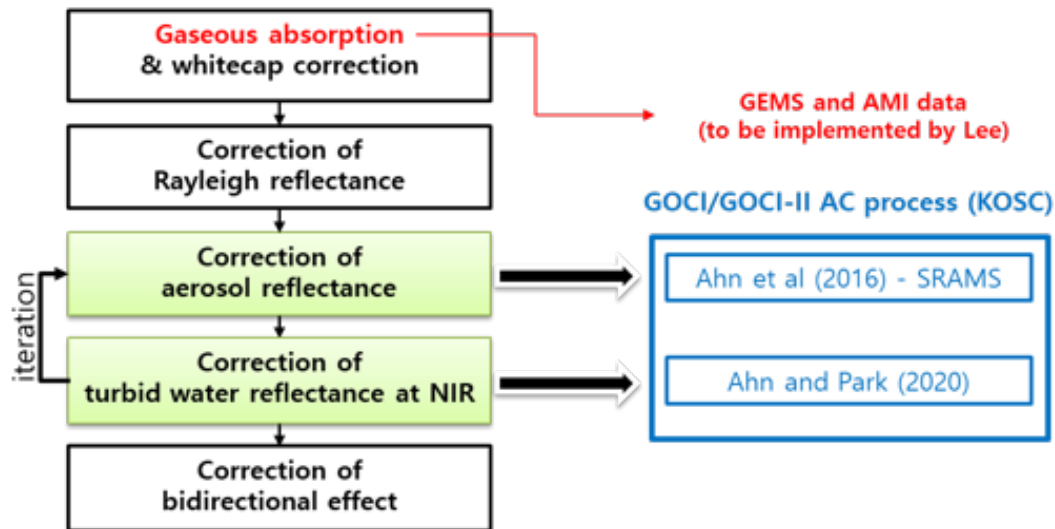 Gaseous absorption
& whitecap correction
GEMS and AMI data
(to be implemented by Lee)
Correction of
Rayleigh reflectance
GOCI/GOCI-II AC process (KOSC)
Correction of
aerosol reflectance
Ahn et al (2016) - SRAMS
iteration
Correction of
turbid water reflectance at NIR
Ahn and Park (2020)
Correction of
bidirectional effect